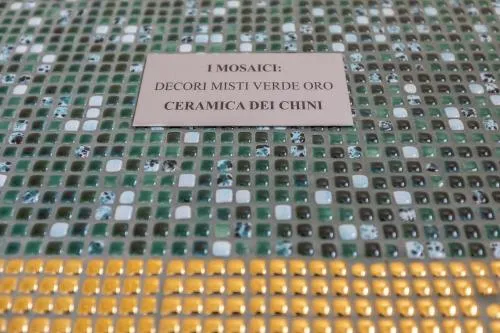 I MOSAICI:
DECORI MISTI VERDE ORO
CERAMICA DEI CHINI